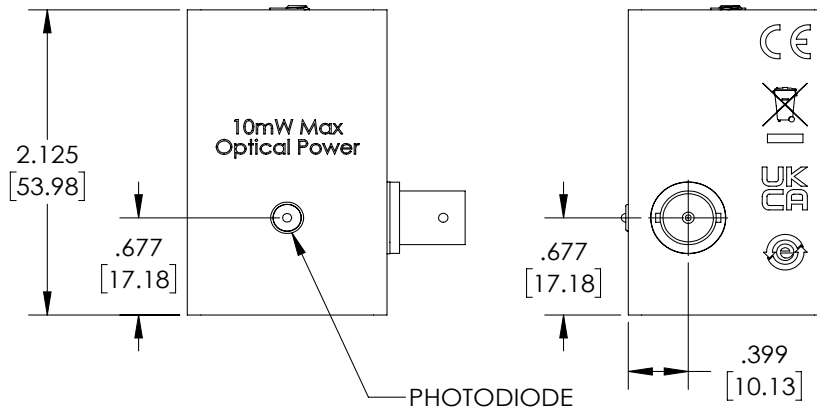 10mW Max
Optical Power
2.125
[53.98]
.677
[17.18]
PHOTODIODE
CE
UK
CA
e
.677
[17.18]
.399
[10.13]